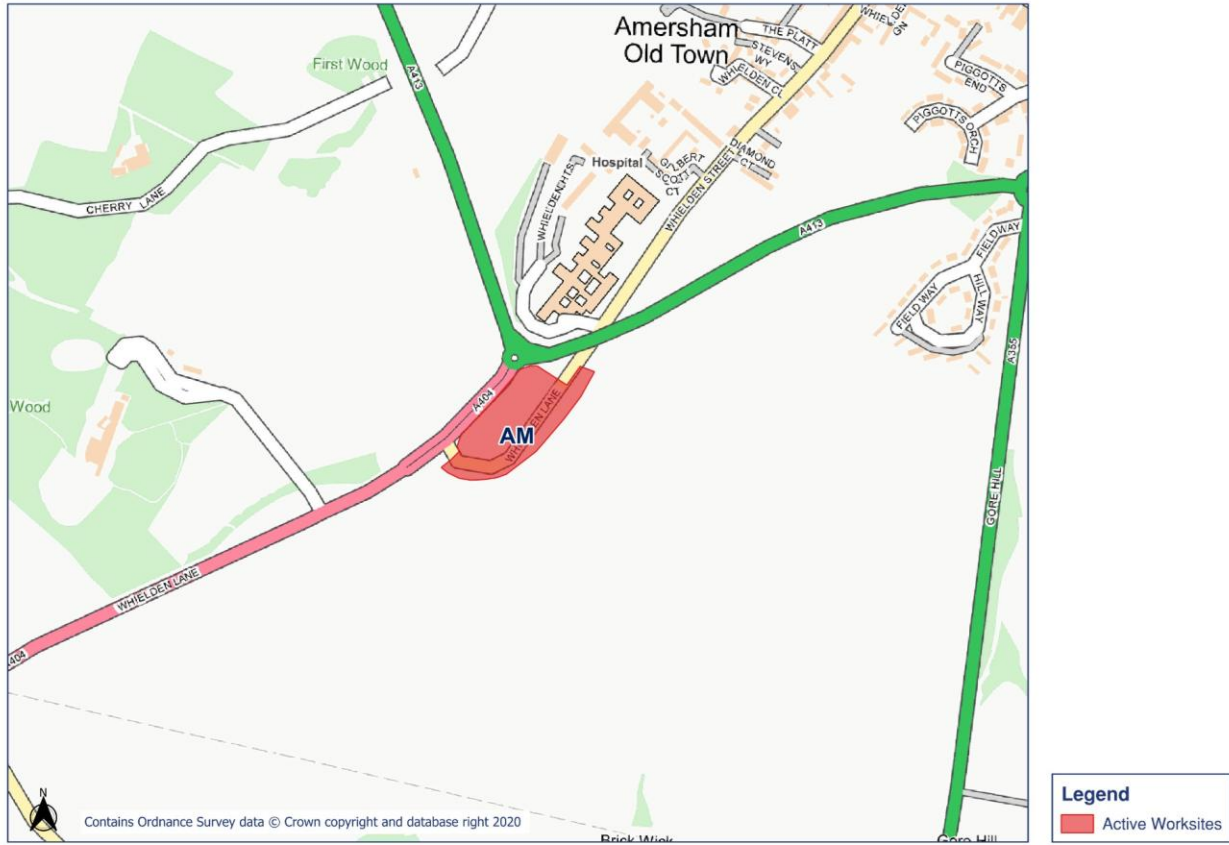 Amersham
Old Town
THE PLATT
STEVENS
WY
WHIELDEN CL
WHIELDEN
GN
PIGGOTTS
END
PIGGOTTS ORCH
First Wood
A413
CHERRY LANE
Hospital
WHIELDEN HTS
GILBERT
SCOTT
CT
DIAMOND
CT
WHIELDEN STREET
A413
FIELDWAY
HILL WAY
FIELD WAY
A355
Wood
A404
AM
WHIELDEN LANE
GORE HILL
WHIELDEN LANE
A404
N
Contains Ordnance Survey data © Crown copyright and database right 2020
Brick Wick
Gore Hill
Legend
Active Worksites